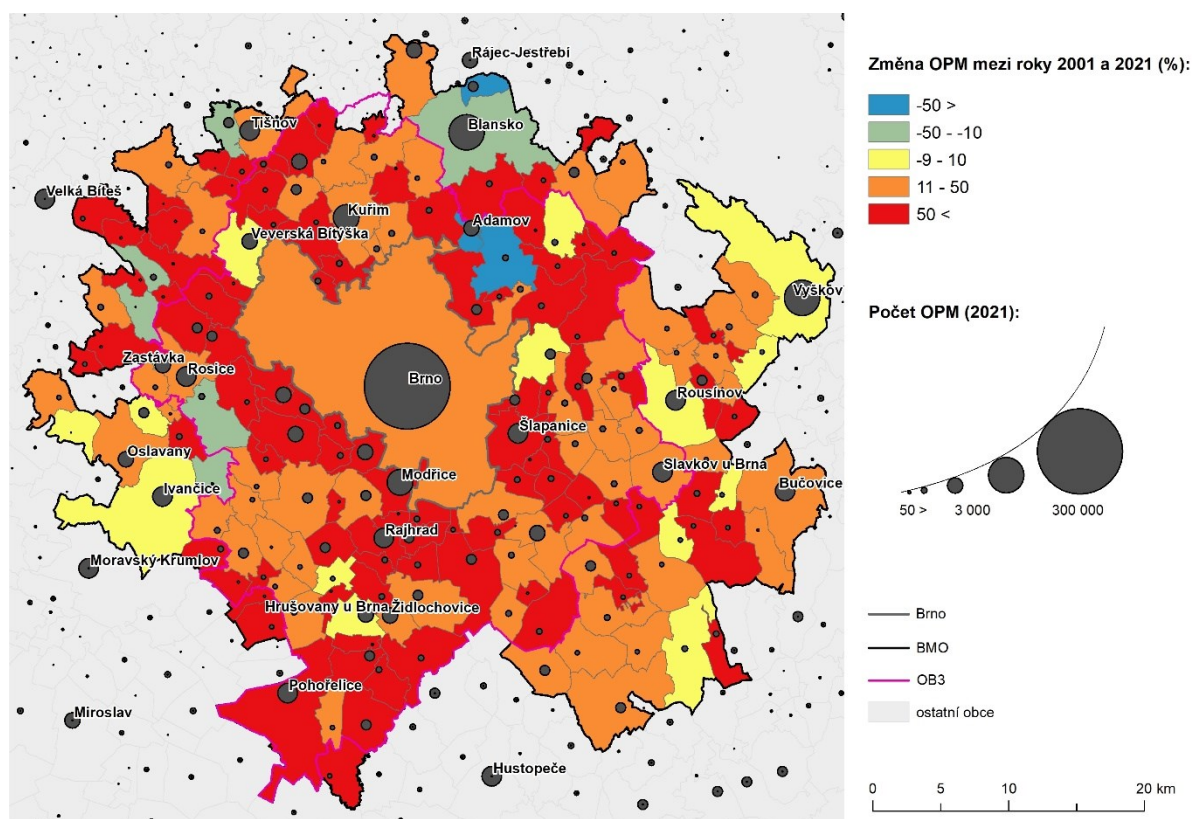 Rájec-Jestřebí
Tišnov
Blansko
Velká Bíteš
Kuřim
Adamov
Veverská Bítýška
Vyškov
Zastávka
Rosice
Brno
Rousínov
Šlapanice
Oslavany
Slavkov u Brna
Modřice
Ivančice
Bučovice
Rajhrad
Moravský Krumlov
Hrušovany u Brna
Židlochovice
Pohořelice
Miroslav
Hustopeče
Změna OPM mezi roky 2001 a 2021 (%):
-50 >
-50 - -10
-9 - 10
11 - 50
50 <
Počet OPM (2021):
50 > 3 000 300 000
Brno
BMO
OB3
ostatní obce
0 5 10 20 km